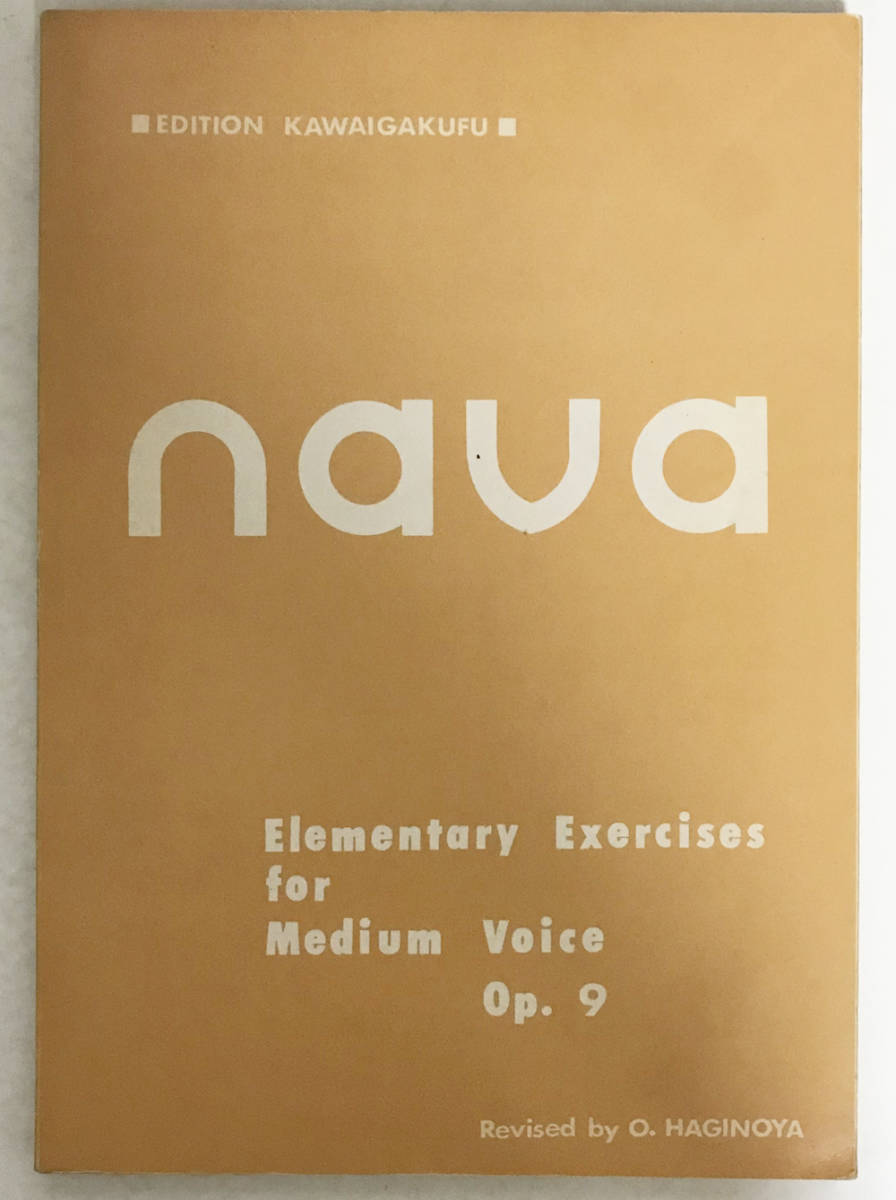 ■ EDITION KAWAIGAKUFU ■
nava
Elementary Exercises
for
Medium Voice
Op. 9
Revised by O. HAGINOYA